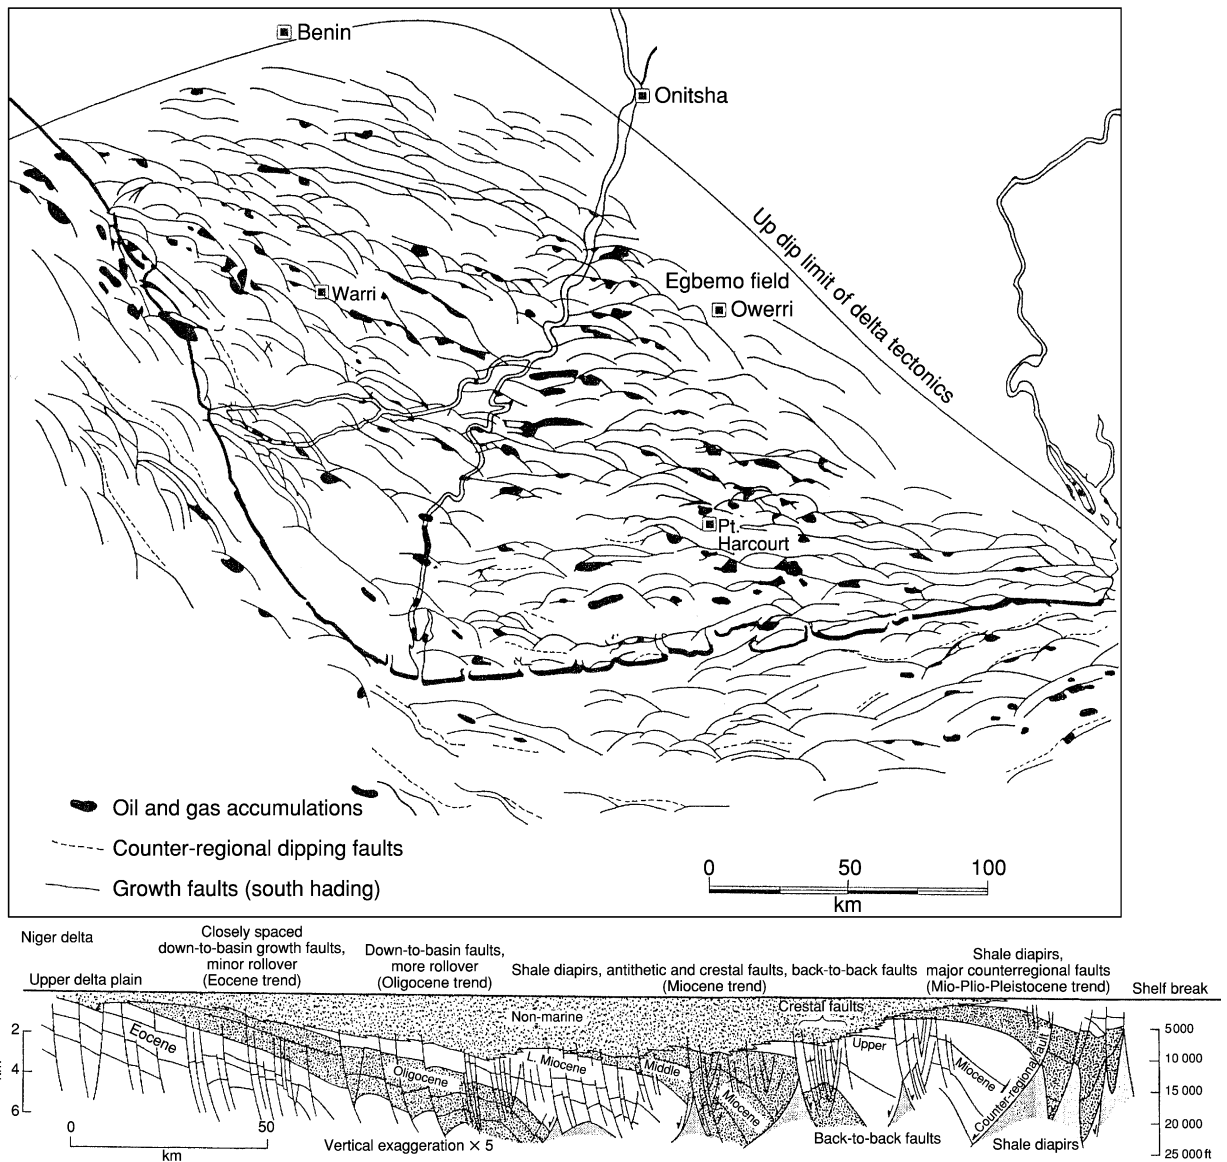 Benin
Onitsha
Up dip limit of delta tectonics
Egbemo field
Owerri
Warri
Pt.
Harcourt
Oil and gas accumulations
Counter-regional dipping faults
Growth faults (south hading)
0 50 100
km
Niger delta
Upper delta plain
Closely spaced
down-to-basin growth faults,
minor rollover
(Eocene trend)
Down-to-basin faults,
more rollover
(Oligocene trend)
Shale diapirs, antithetic and crestal faults, back-to-back faults
(Miocene trend)
Shale diapirs,
major counterregional faults
(Mio-Plio-Pleistocene trend)
Shelf break
Crestal faults
Non-marine
Eocene
Oligocene
L. Miocene
Middle
Miocene
Upper
Miocene
Counter-regional fault
Back-to-back faults
Shale diapirs
2
4
6
5000
10 000
15 000
20 000
25 000 ft
0 50
km
Vertical exaggeration × 5